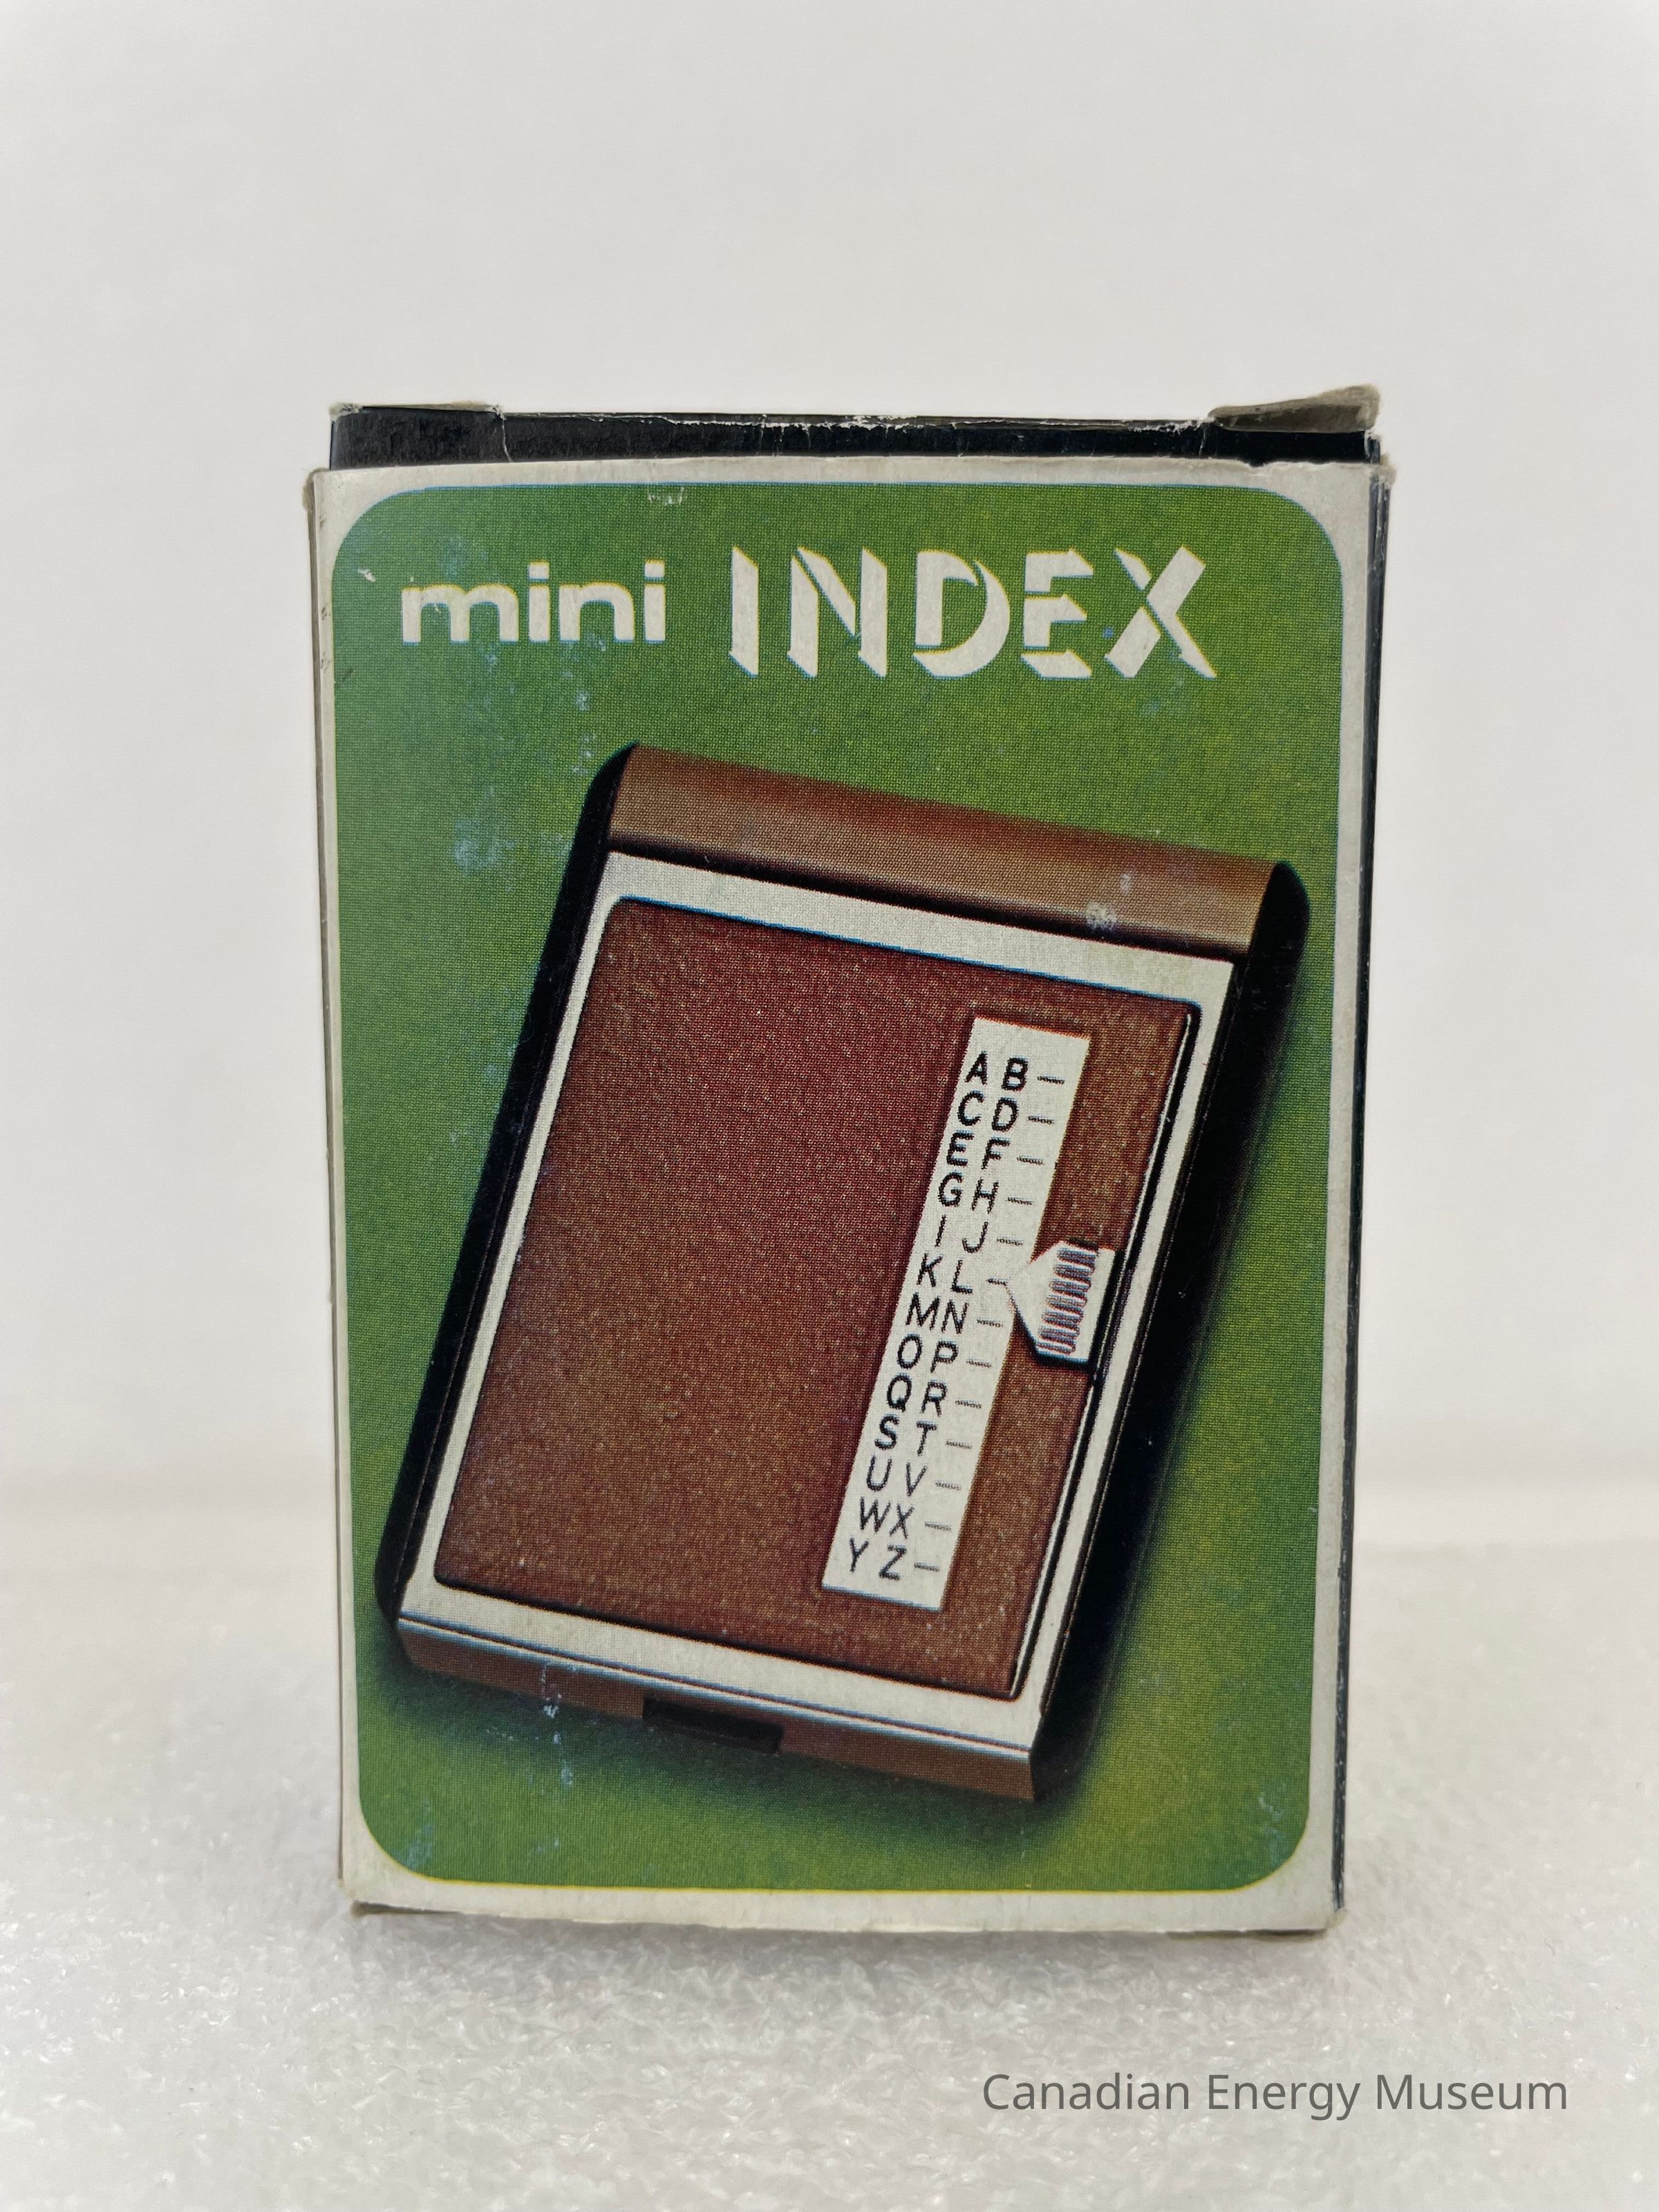 mini INDEX
A B
C D
E F
G H
I J
K L
M N
O P
Q R
S T
U V
W X
Y Z
Canadian Energy Museum